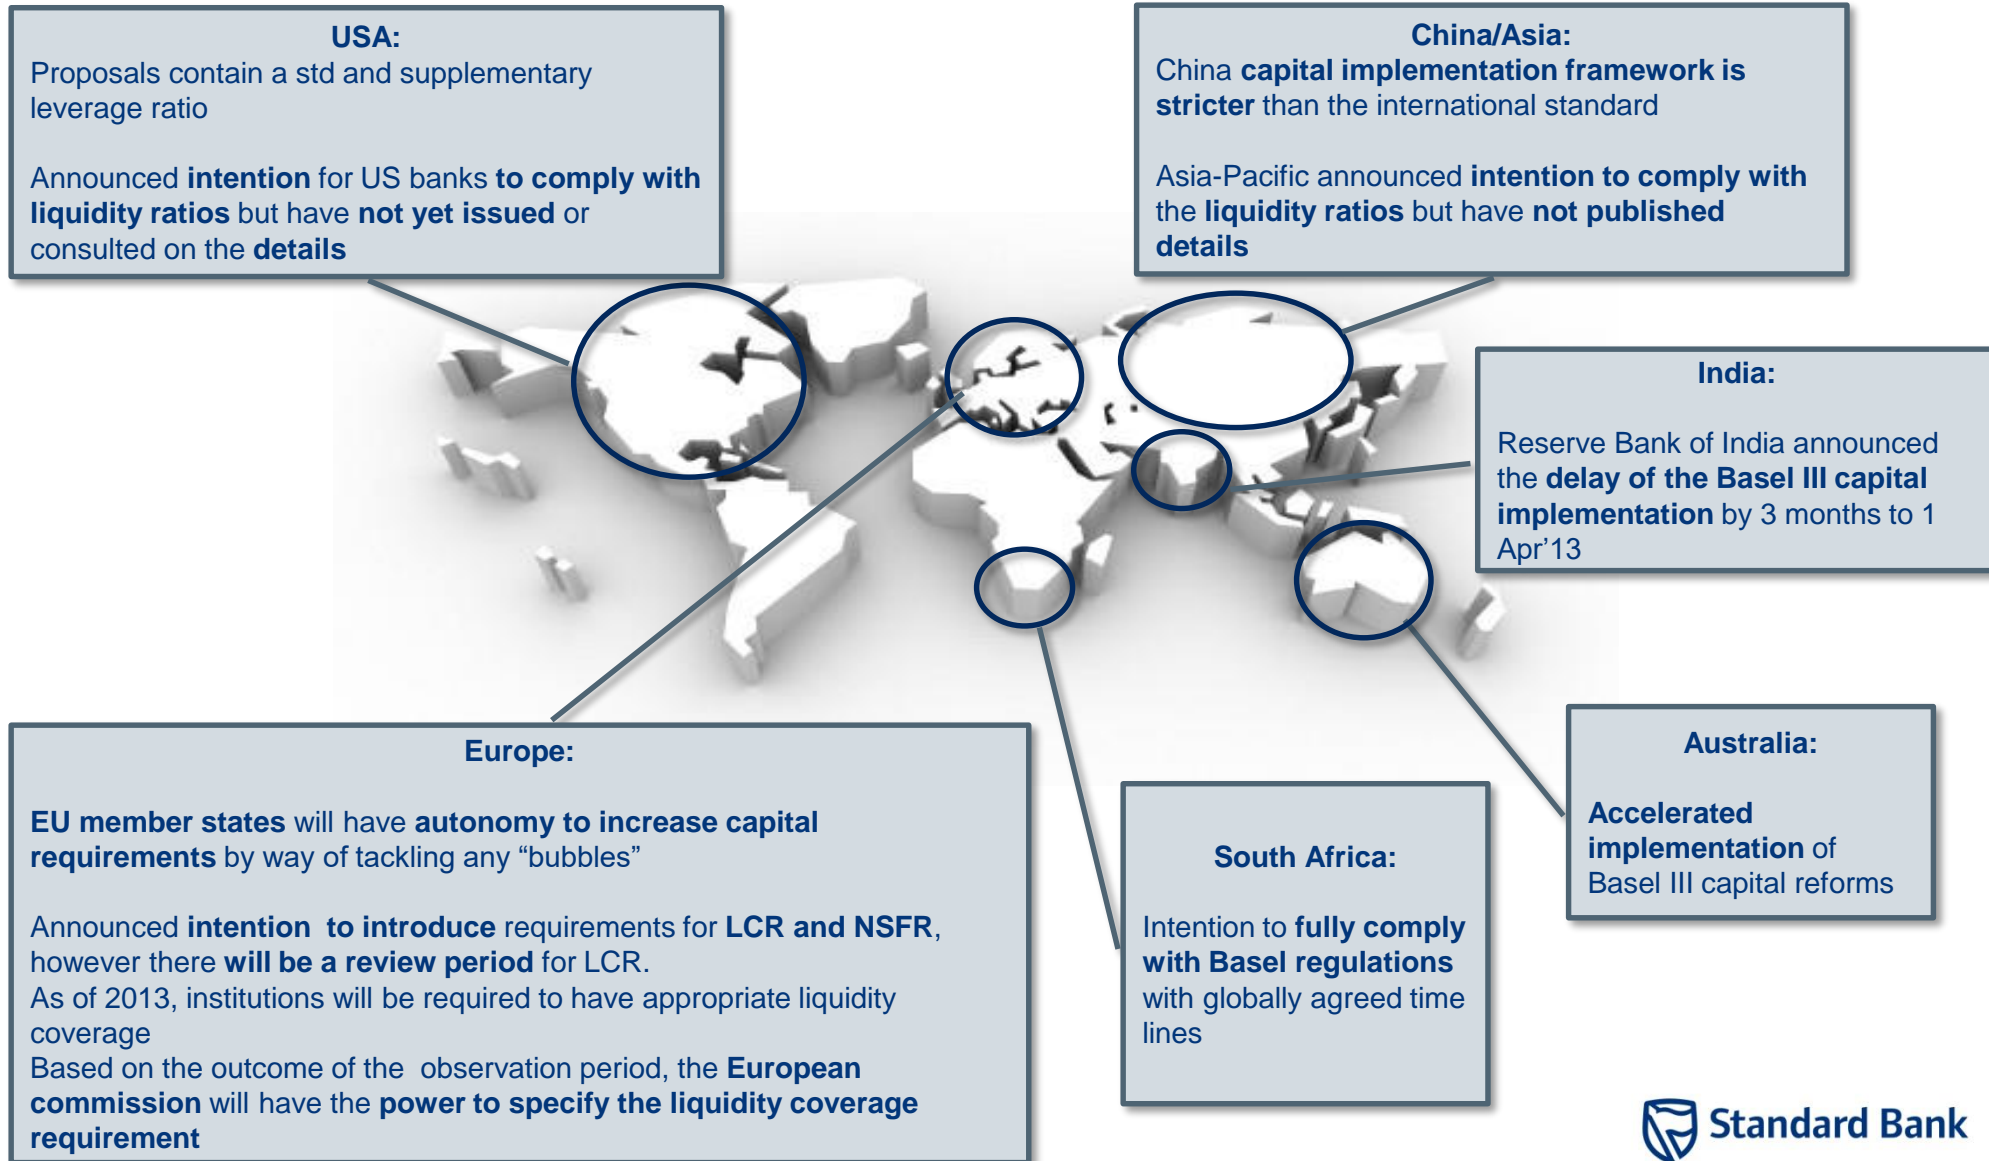 USA:
Proposals contain a std and supplementary
leverage ratio
Announced intention for US banks to comply with
liquidity ratios but have not yet issued or
consulted on the details
China/Asia:
China capital implementation framework is
stricter than the international standard
Asia-Pacific announced intention to comply with
the liquidity ratios but have not published
details
India:
Reserve Bank of India announced
the delay of the Basel III capital
implementation by 3 months to 1
Apr'13
Europe:
EU member states will have autonomy to increase capital
requirements by way of tackling any “bubbles”
Announced intention  to introduce requirements for LCR and NSFR,
however there will be a review period for LCR.
As of 2013, institutions will be required to have appropriate liquidity
coverage
Based on the outcome of the  observation period, the European
commission will have the power to specify the liquidity coverage
requirement
South Africa:
Intention to fully comply
with Basel regulations
with globally agreed time
lines
Australia:
Accelerated
implementation of
Basel III capital reforms
Standard Bank